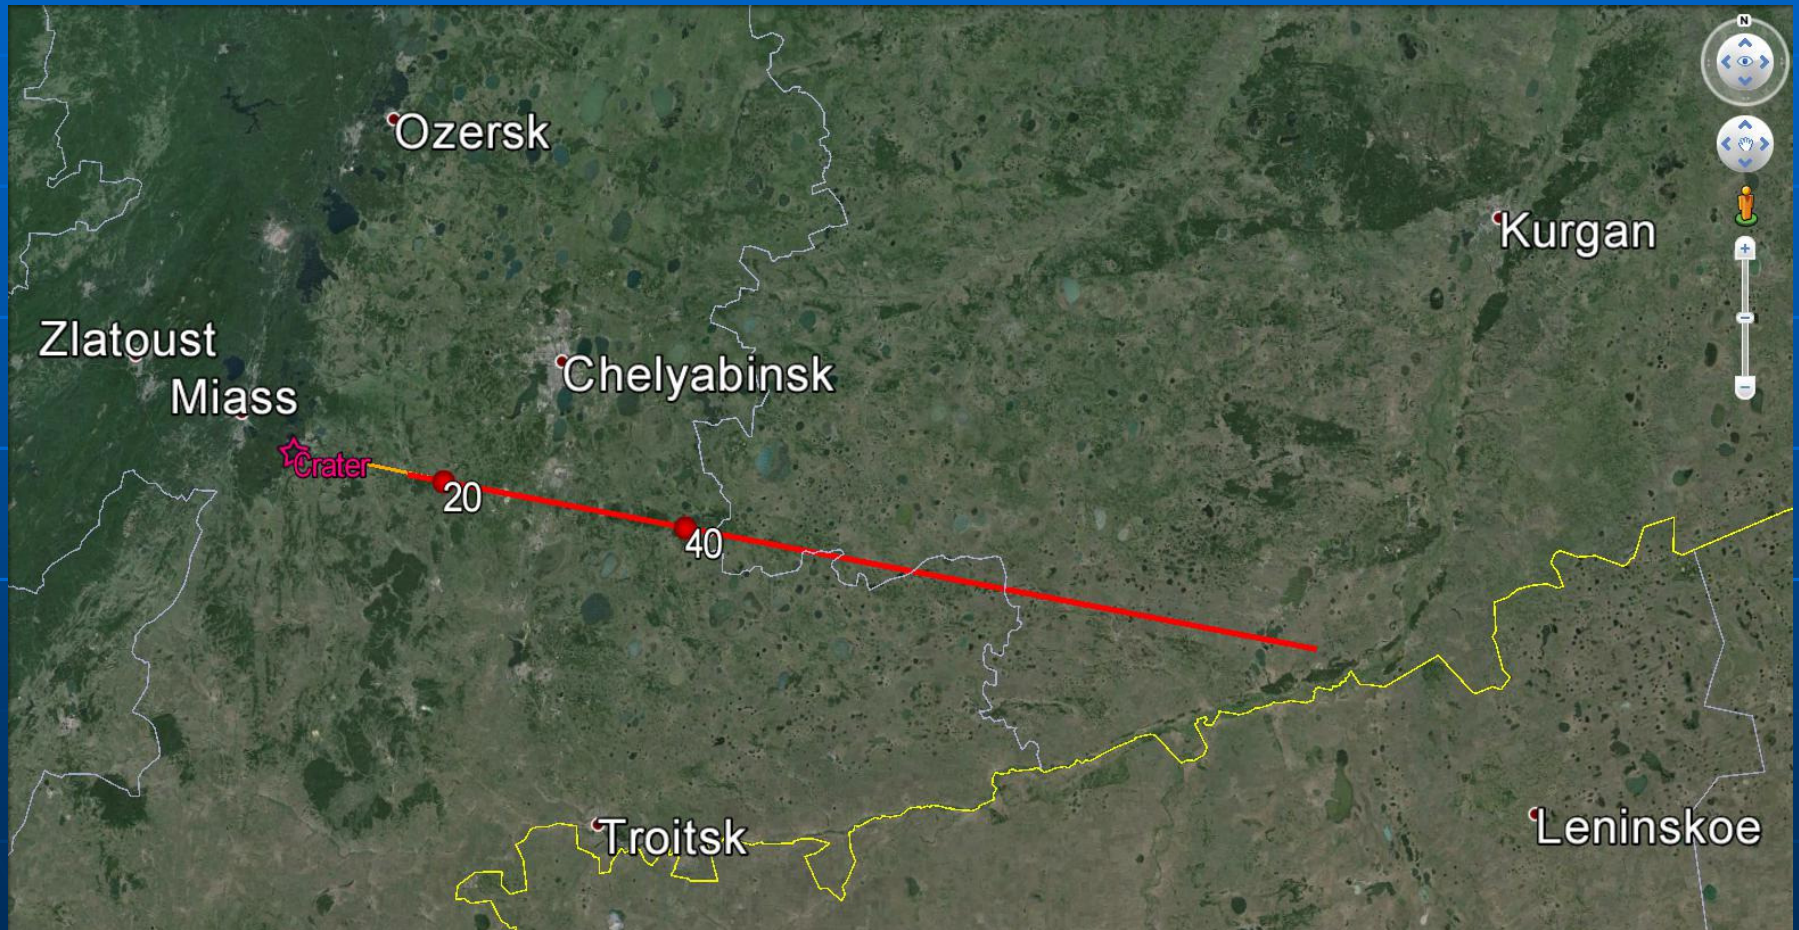 N
Ozersk
Kurgan
Zlatoust
Miass
Chelyabinsk
Crater
20
40
Troitsk
Leninskoe